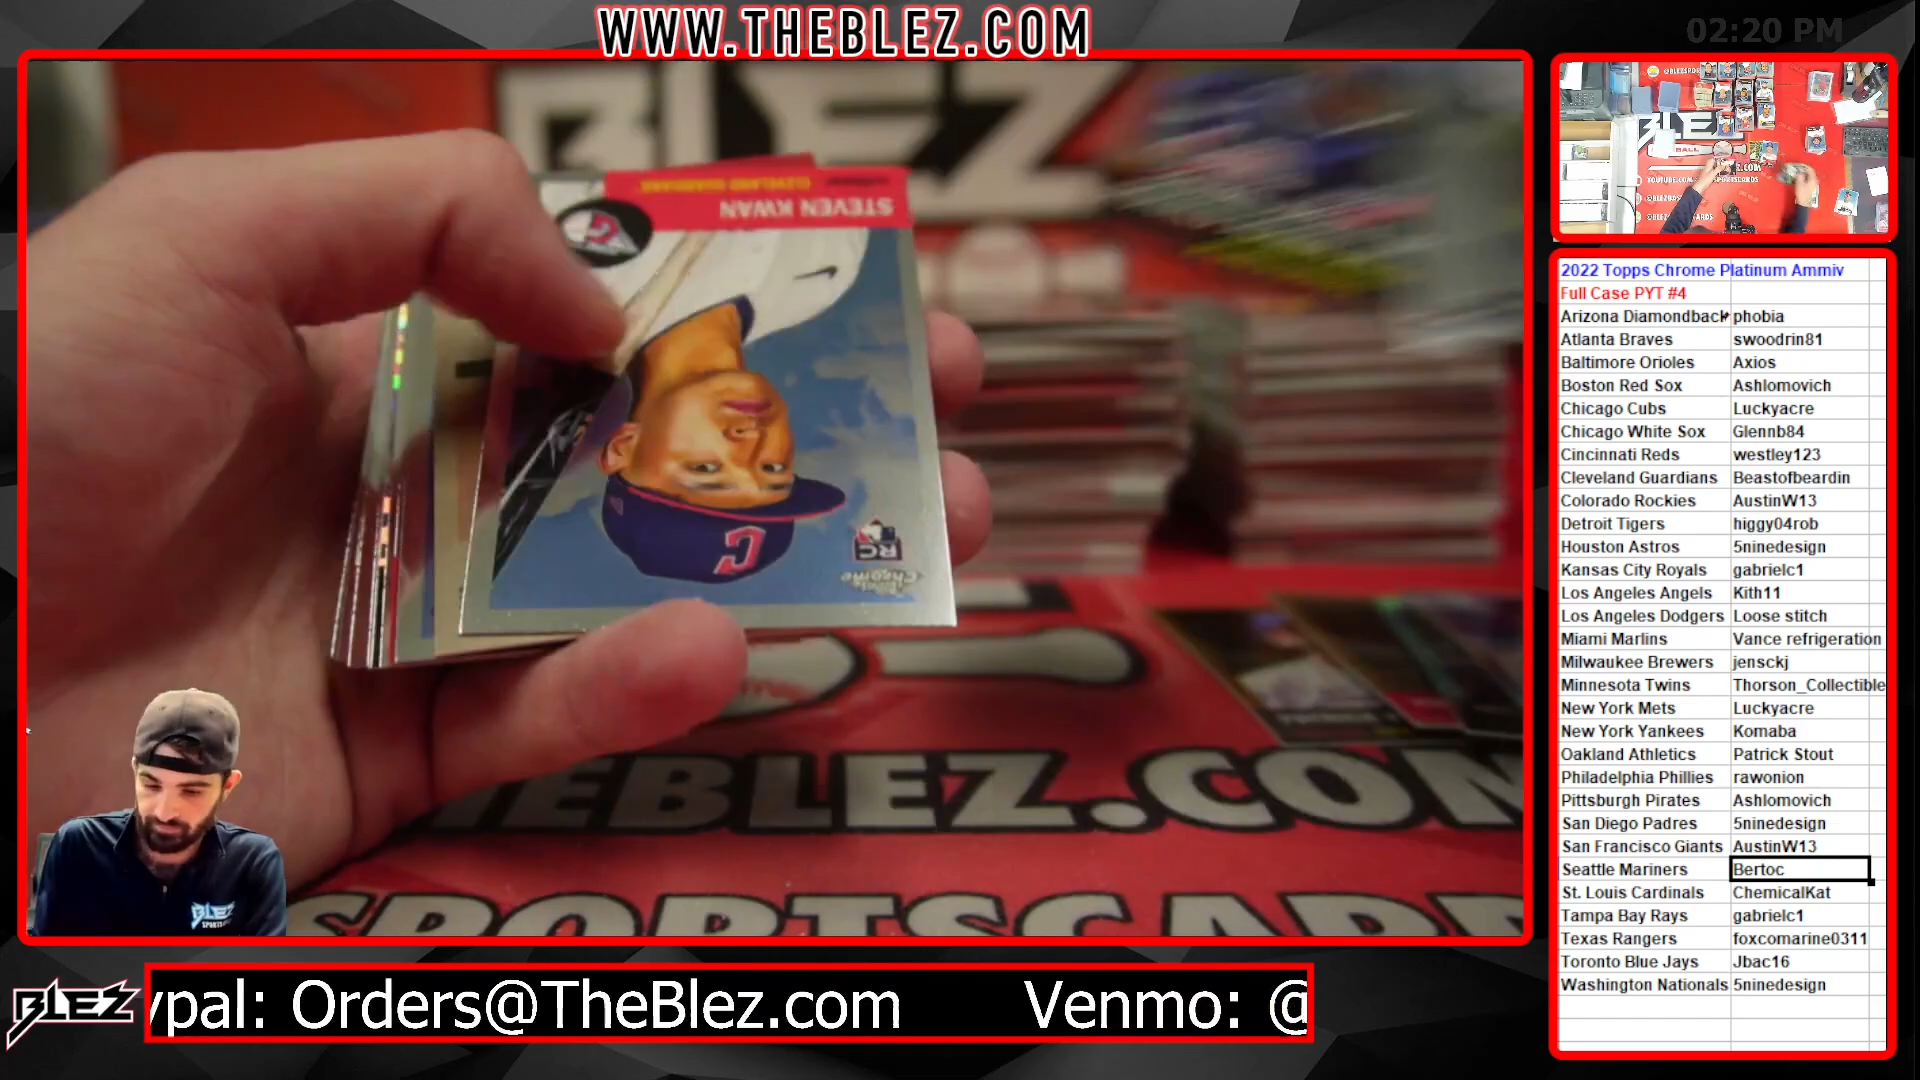 WWW.THEBLEZ.COM
02:20 PM
BLEZ
CLEVELAND GUARDIANS
STEVEN KWAN
C
RC
Topps Chrome
HEBLEZ.COM
SPORTSCARD
BLEZ
BLEZ
ypal: Orders@TheBlez.com Venmo: @
2022 Topps Chrome Platinum Anniv
Full Case PYT #4
Arizona Diamondback phobia
Atlanta Braves swoodrin81
Baltimore Orioles Axios
Boston Red Sox Ashlomovich
Chicago Cubs Luckyacre
Chicago White Sox Glennb84
Cincinnati Reds westley123
Cleveland Guardians Beastofbeardin
Colorado Rockies AustinW13
Detroit Tigers higgy04rob
Houston Astros 5ninedesign
Kansas City Royals gabrielc1
Los Angeles Angels Kith11
Los Angeles Dodgers Loose stitch
Miami Marlins Vance refrigeration
Milwaukee Brewers jensckj
Minnesota Twins Thorson_Collectible
New York Mets Luckyacre
New York Yankees Komaba
Oakland Athletics Patrick Stout
Philadelphia Phillies rawonion
Pittsburgh Pirates Ashlomovich
San Diego Padres 5ninedesign
San Francisco Giants AustinW13
Seattle Mariners Bertoc
St. Louis Cardinals ChemicalKat
Tampa Bay Rays gabrielc1
Texas Rangers foxcomarine0311
Toronto Blue Jays Jbac16
Washington Nationals 5ninedesign